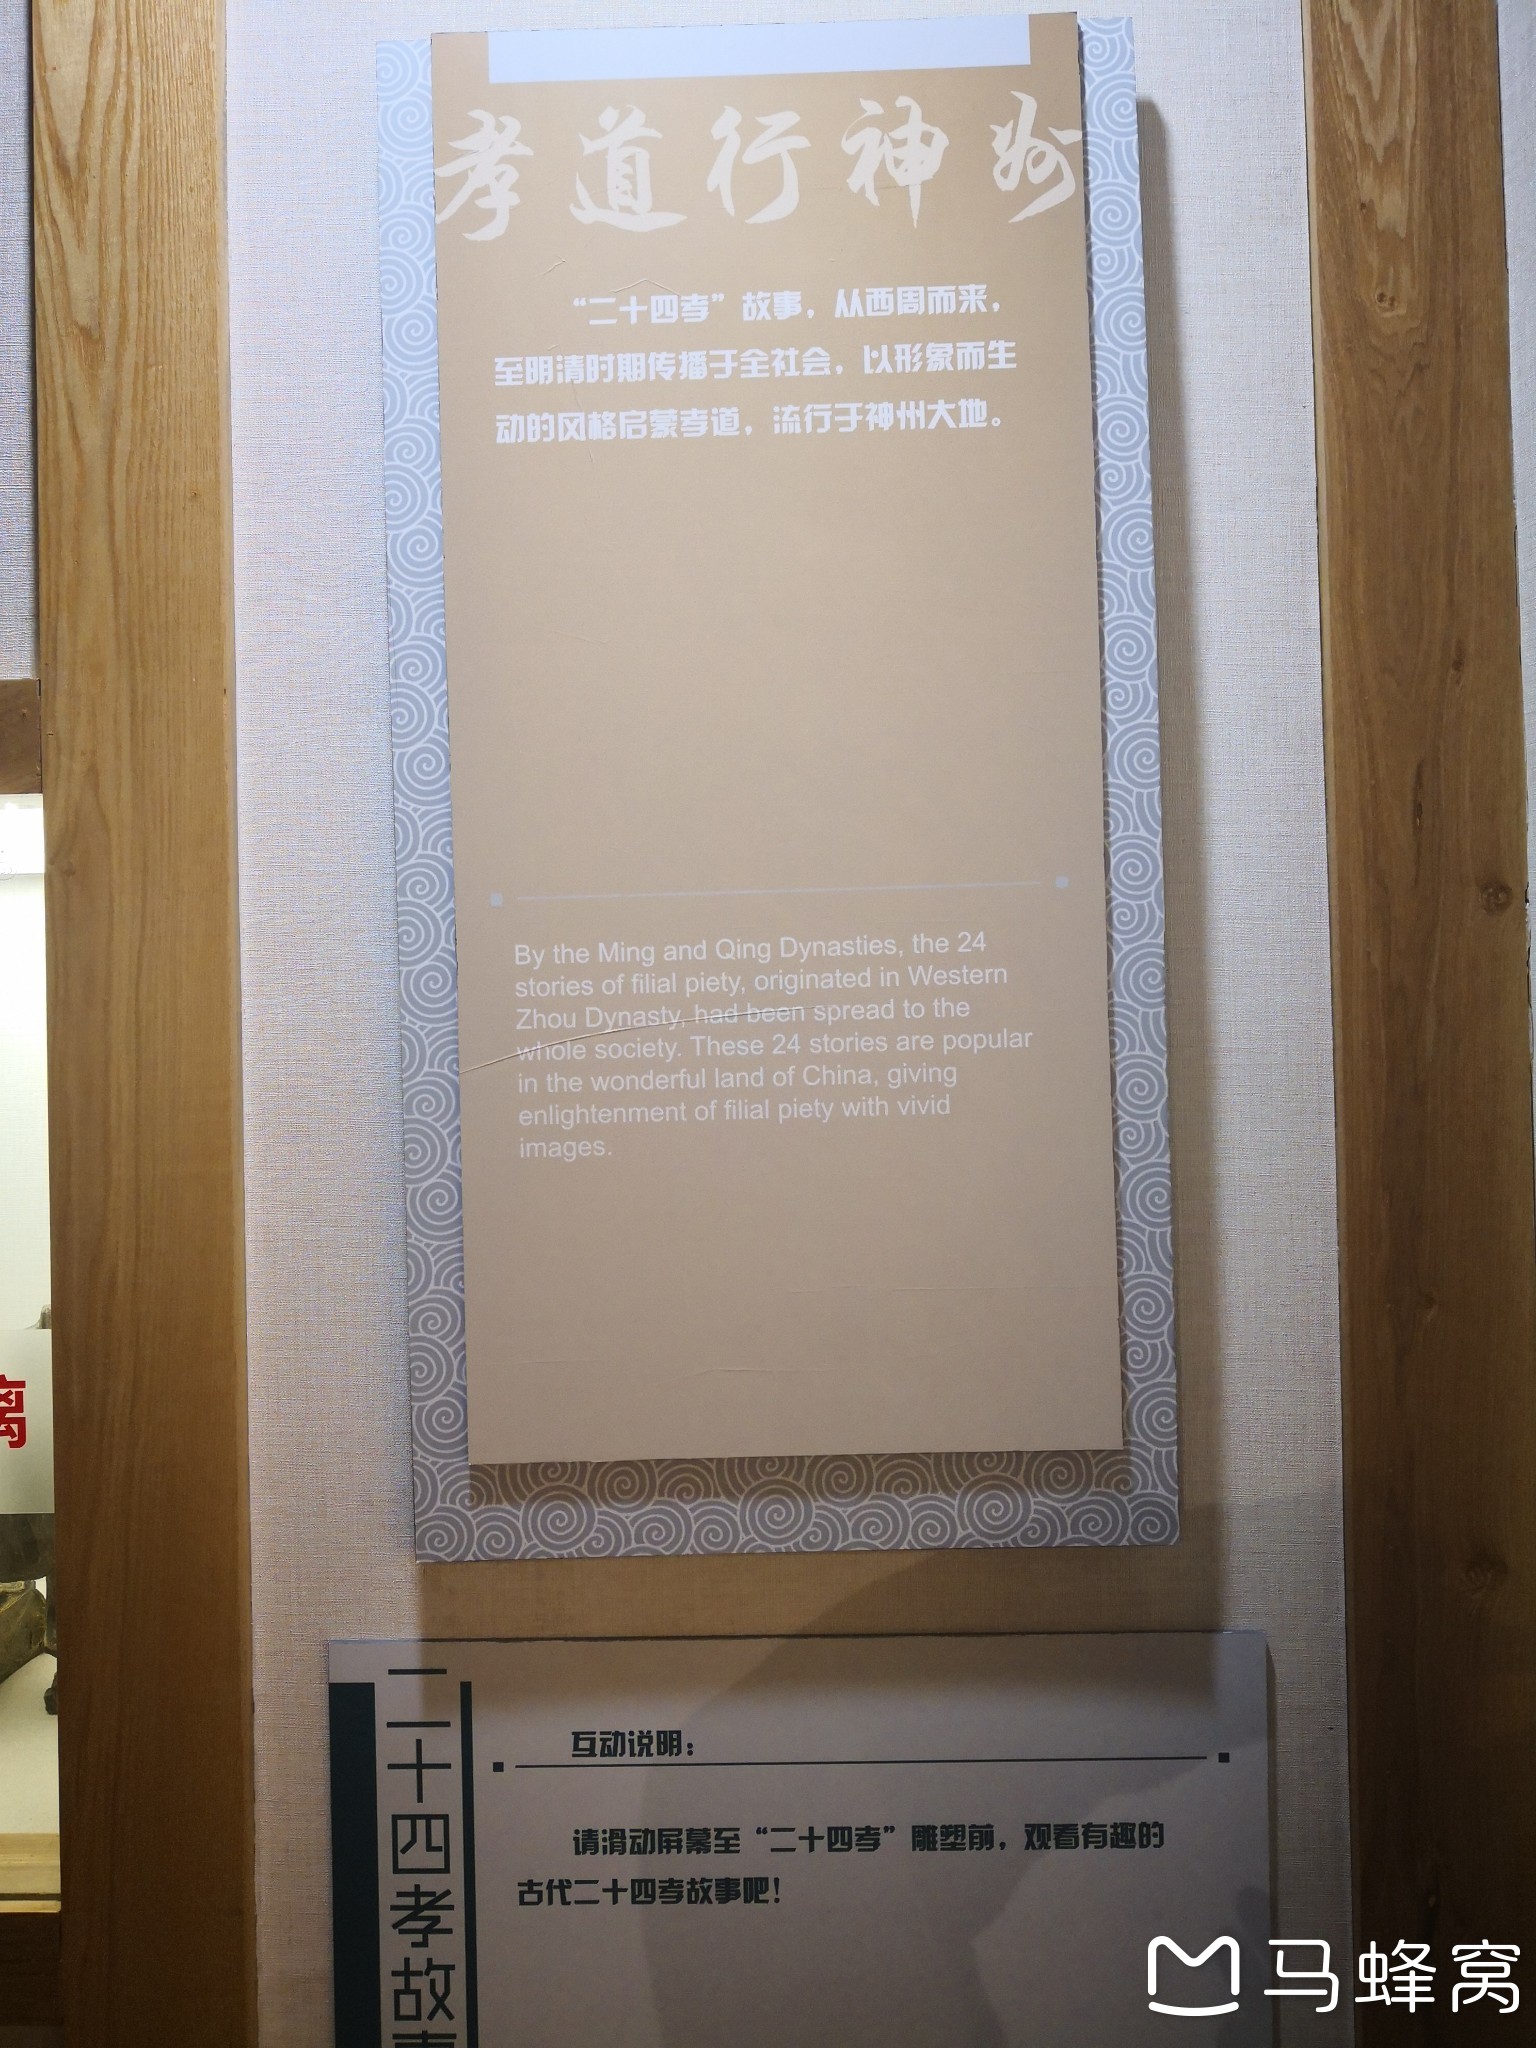 孝道行神州
“二十四孝”故事，从西周而来，
至明清时期传播于全社会，以形象而生
动的风格启蒙孝道，流行于神州大地。
By the Ming and Qing Dynasties, the 24
stories of filial piety, originated in Western
Zhou Dynasty, had been spread to the
whole society. These 24 stories are popular
in the wonderful land of China, giving
enlightenment of filial piety with vivid
images.
璃
二十四孝故事
互动说明：
请滑动屏幕至“二十四孝”雕塑前，观看有趣的
古代二十四孝故事吧！
马蜂窝